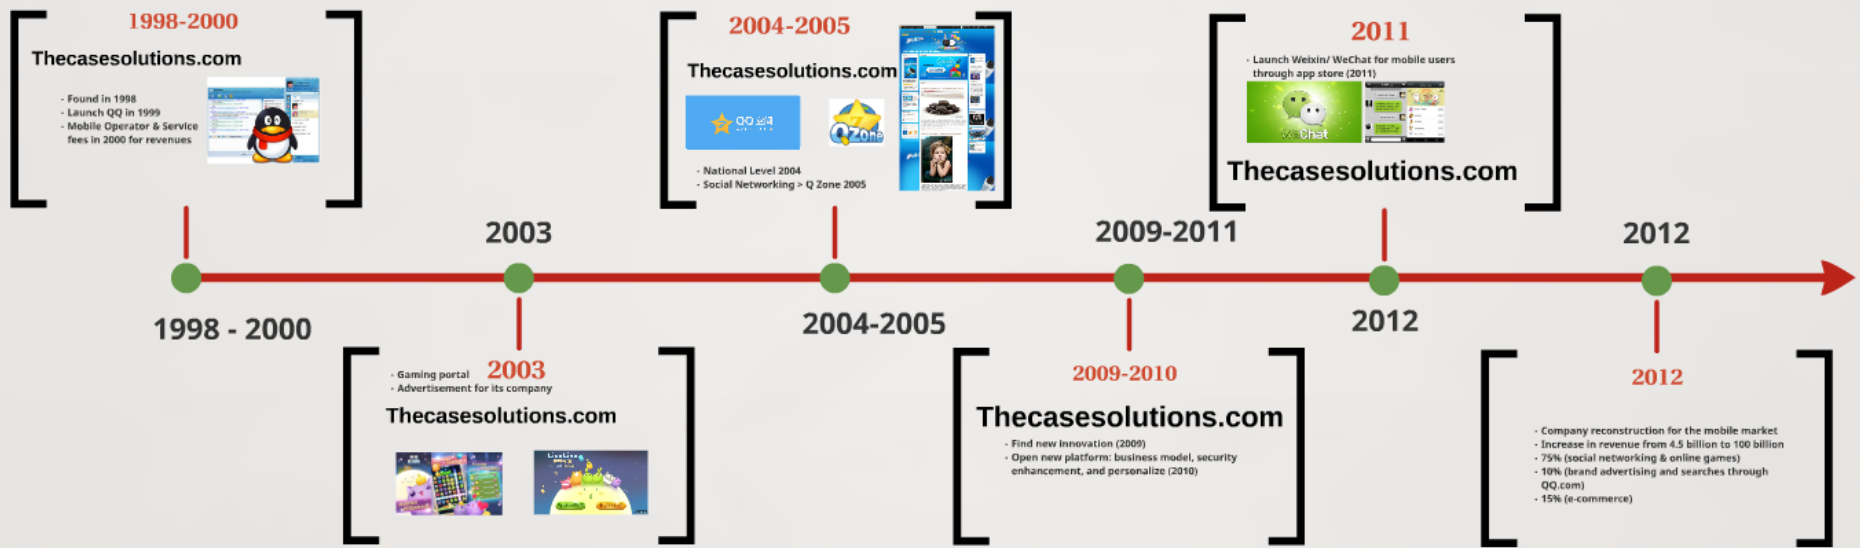 1998-2000
Thecasesolutions.com
- Found in 1998
- Launch QQ in 1999
- Mobile Operator & Service
fees in 2000 for revenues
1998 - 2000
2003
2003
- Gaming portal
- Advertisement for its company
Thecasesolutions.com
2004-2005
Thecasesolutions.com
QQ
QZone
- National Level 2004
- Social Networking > Q Zone 2005
2004-2005
2009-2011
2009-2010
Thecasesolutions.com
- Find new innovation (2009)
- Open new platform: business model, security
enhancement, and personalize (2010)
2011
- Launch Weixin/ WeChat for mobile users
through app store (2011)
WeChat
Thecasesolutions.com
2012
2012
2012
- Company reconstruction for the mobile market
- Increase in revenue from 4.5 billion to 100 billion
- 75% (social networking & online games)
- 10% (brand advertising and searches through
QQ.com)
- 15% (e-commerce)